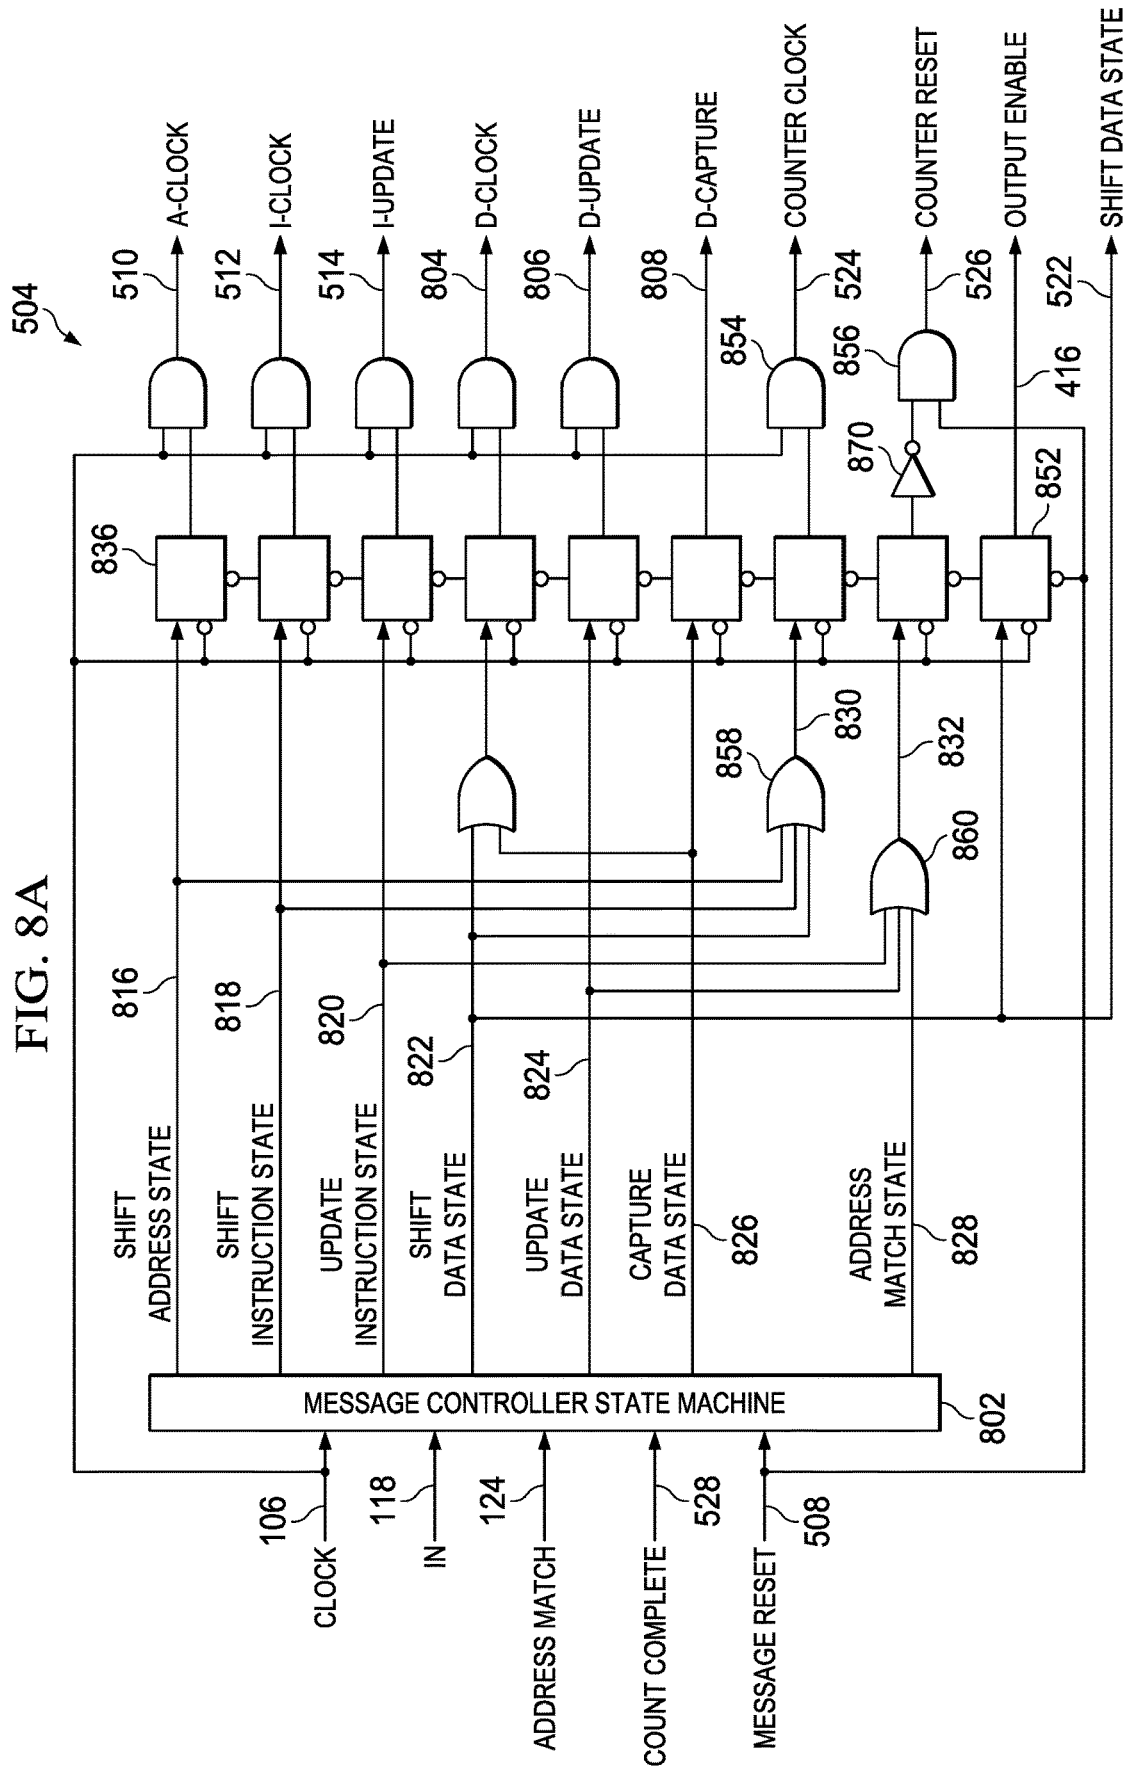 FIG. 8A
504
CLOCK
106
IN
118
ADDRESS MATCH
124
COUNT COMPLETE
528
MESSAGE RESET
508
MESSAGE CONTROLLER STATE MACHINE
802
SHIFT
ADDRESS STATE
816
SHIFT
INSTRUCTION STATE
818
UPDATE
INSTRUCTION STATE
820
SHIFT
DATA STATE
822
UPDATE
DATA STATE
824
CAPTURE
DATA STATE
826
ADDRESS
MATCH STATE
828
858
830
860
832
836
852
870
854
856
510
A-CLOCK
512
I-CLOCK
514
I-UPDATE
804
D-CLOCK
806
D-UPDATE
808
D-CAPTURE
524
COUNTER CLOCK
526
COUNTER RESET
416
OUTPUT ENABLE
522
SHIFT DATA STATE